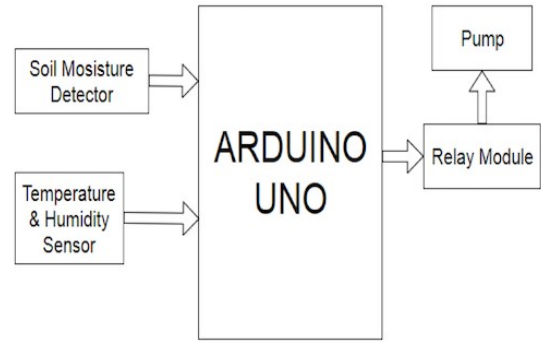 Soil Mosisture
Detector
Temperature
& Humidity
Sensor
ARDUINO
UNO
Pump
Relay Module